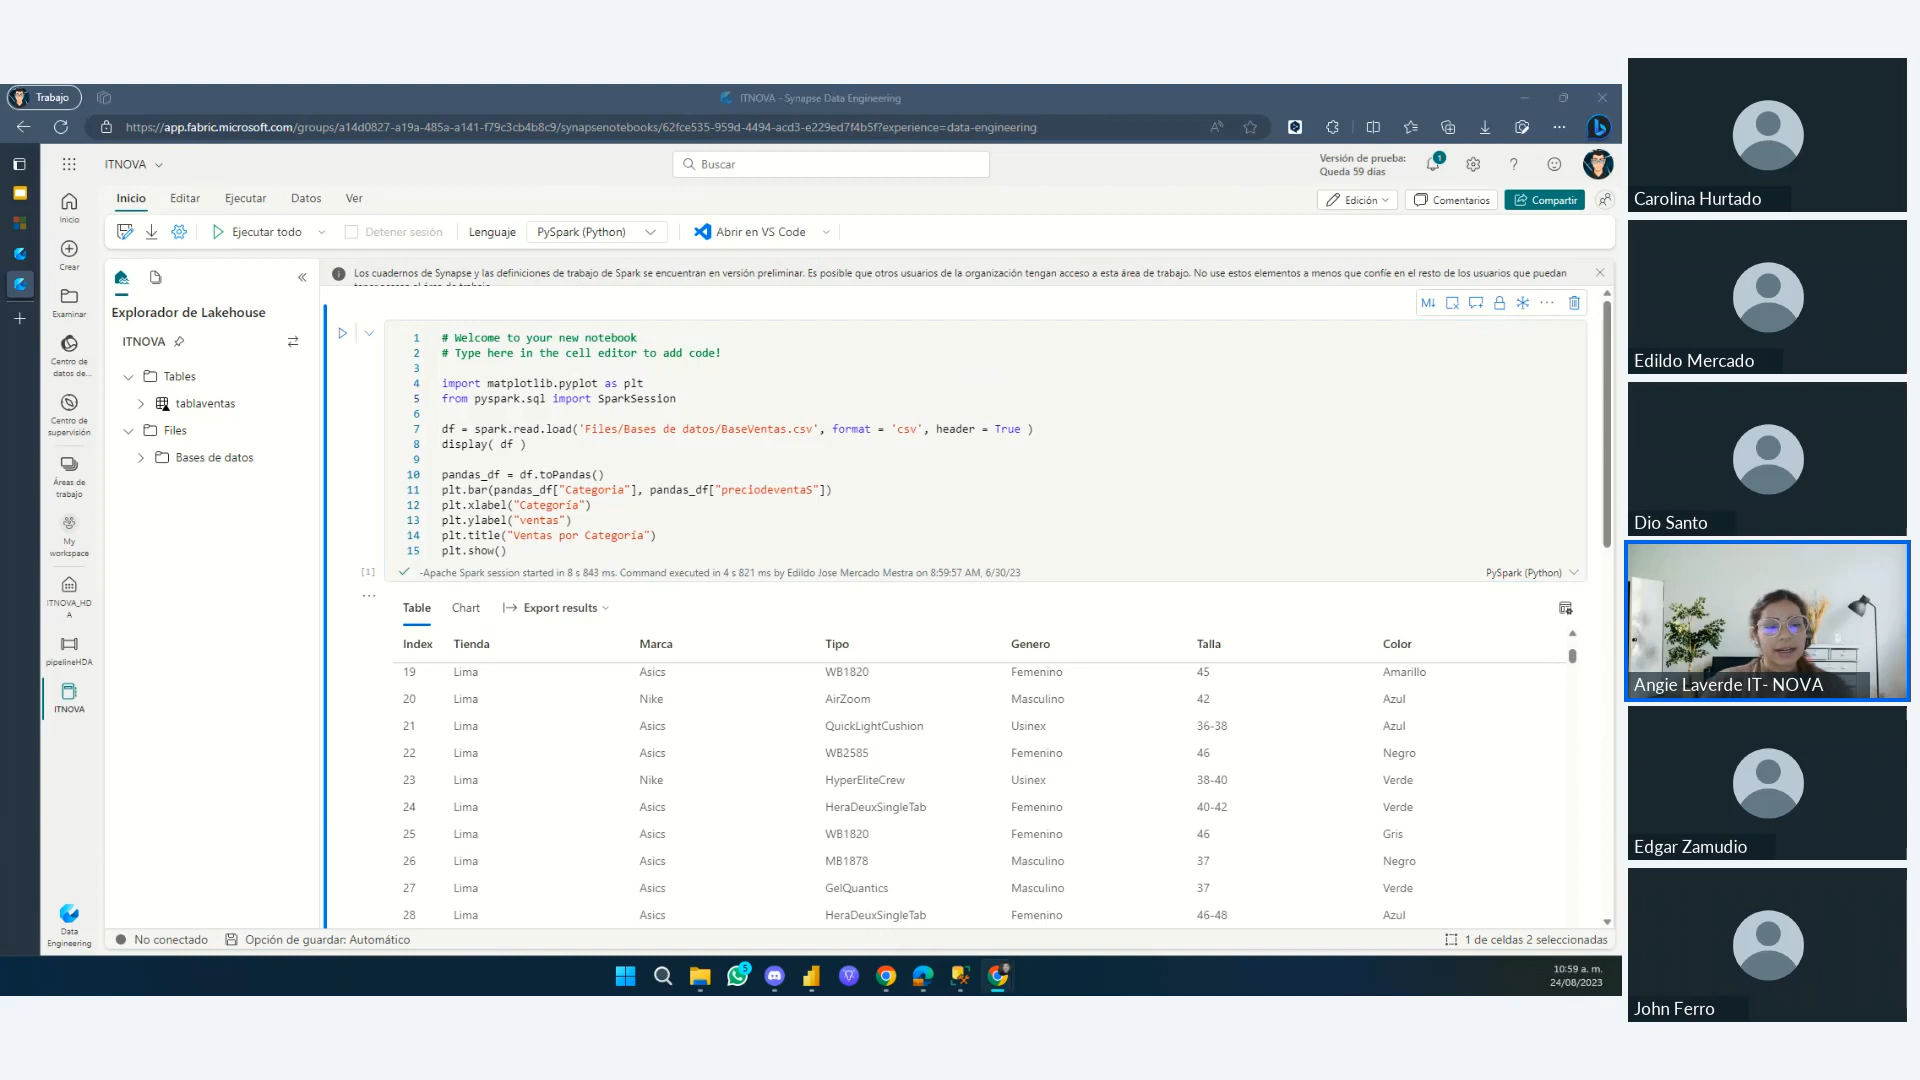 Trabajo
ITNOVA - Synapse Data Engineering
https://app.fabric.microsoft.com/groups/a14d0827-a19a-485a-a141-f79c3cb4b8c9/synapsenotebooks/62fce535-959d-4494-acd3-e229ed7f4b5f?experience=data-engineering
ITNOVA
Buscar
Versión de prueba:
Queda 59 días
1
Inicio Editar Ejecutar Datos Ver
Edición Comentarios Compartir
Ejecutar todo Detener sesión Lenguaje PySpark (Python) Abrir en VS Code
Inicio
Crear
Examinar
Centro de
datos de...
Centro de
supervisión
Áreas de
trabajo
My
workspace
ITNOVA_HD
A
pipelineHDA
ITNOVA
Data
Engineering
Explorador de Lakehouse
ITNOVA
Tables
tablaventas
Files
Bases de datos
Los cuadernos de Synapse y las definiciones de trabajo de Spark se encuentran en versión preliminar. Es posible que otros usuarios de la organización tengan acceso a esta área de trabajo. No use estos elementos a menos que confíe en el resto de los usuarios que puedan
M↓
1 # Welcome to your new notebook
2 # Type here in the cell editor to add code!
3
4 import matplotlib.pyplot as plt
5 from pyspark.sql import SparkSession
6
7 df = spark.read.load('Files/Bases de datos/BaseVentas.csv', format = 'csv', header = True )
8 display( df )
9
10 pandas_df = df.toPandas()
11 plt.bar(pandas_df["Categoria"], pandas_df["preciodeventaS"])
12 plt.xlabel("Categoría")
13 plt.ylabel("ventas")
14 plt.title("Ventas por Categoría")
15 plt.show()
[1] -Apache Spark session started in 8 s 843 ms. Command executed in 4 s 821 ms by Edildo Jose Mercado Mestra on 8:59:57 AM, 6/30/23 PySpark (Python)
Table Chart Export results
Index Tienda Marca Tipo Genero Talla Color
19 Lima Asics WB1820 Femenino 45 Amarillo
20 Lima Nike AirZoom Masculino 42 Azul
21 Lima Asics QuickLightCushion Usinex 36-38 Azul
22 Lima Asics WB2585 Femenino 46 Negro
23 Lima Nike HyperEliteCrew Usinex 38-40 Verde
24 Lima Asics HeraDeuxSingleTab Femenino 40-42 Verde
25 Lima Asics WB1820 Femenino 46 Gris
26 Lima Asics MB1878 Masculino 37 Negro
27 Lima Asics GelQuantics Masculino 37 Verde
28 Lima Asics HeraDeuxSingleTab Femenino 46-48 Azul
No conectado Opción de guardar: Automático 1 de celdas 2 seleccionadas
5
10:59 a. m.
24/08/2023
Carolina Hurtado
Edildo Mercado
Dio Santo
Angie Laverde IT- NOVA
Edgar Zamudio
John Ferro